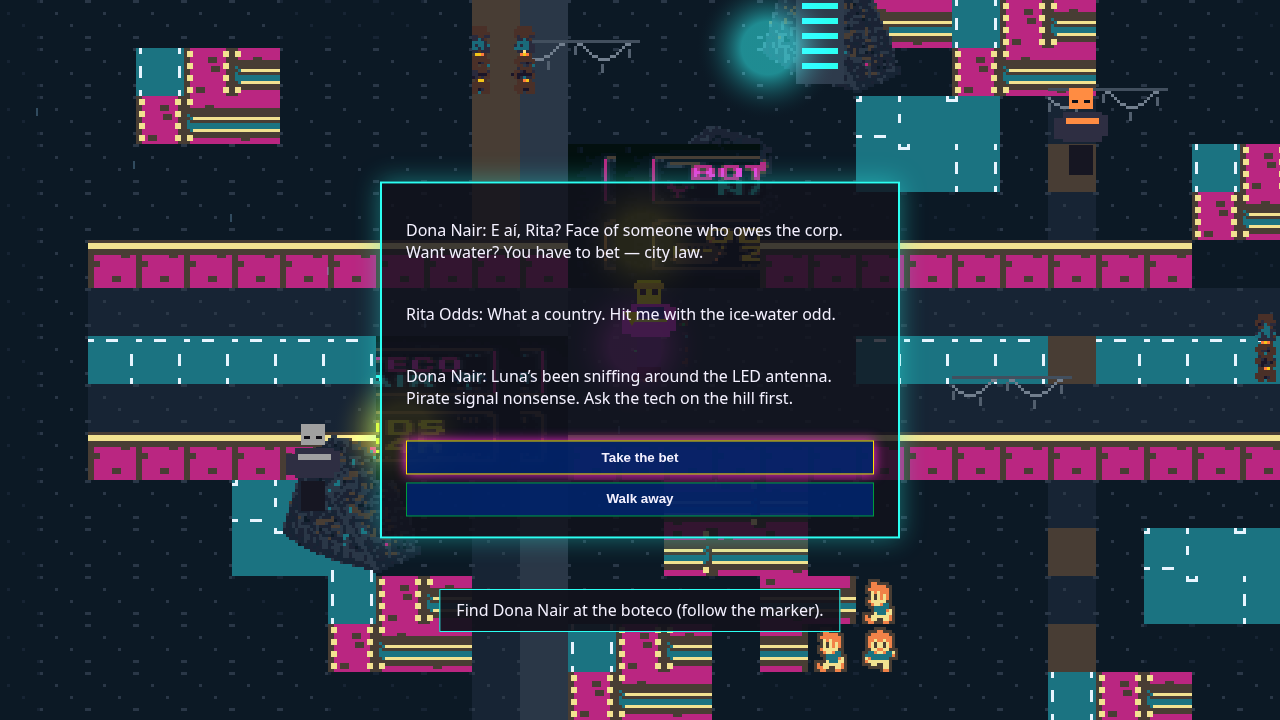 BOT
Dona Nair: E aí, Rita? Face of someone who owes the corp.
Want water? You have to bet — city law.
Rita Odds: What a country. Hit me with the ice-water odd.
Dona Nair: Luna’s been sniffing around the LED antenna.
Pirate signal nonsense. Ask the tech on the hill first.
Take the bet
Walk away
Find Dona Nair at the boteco (follow the marker).